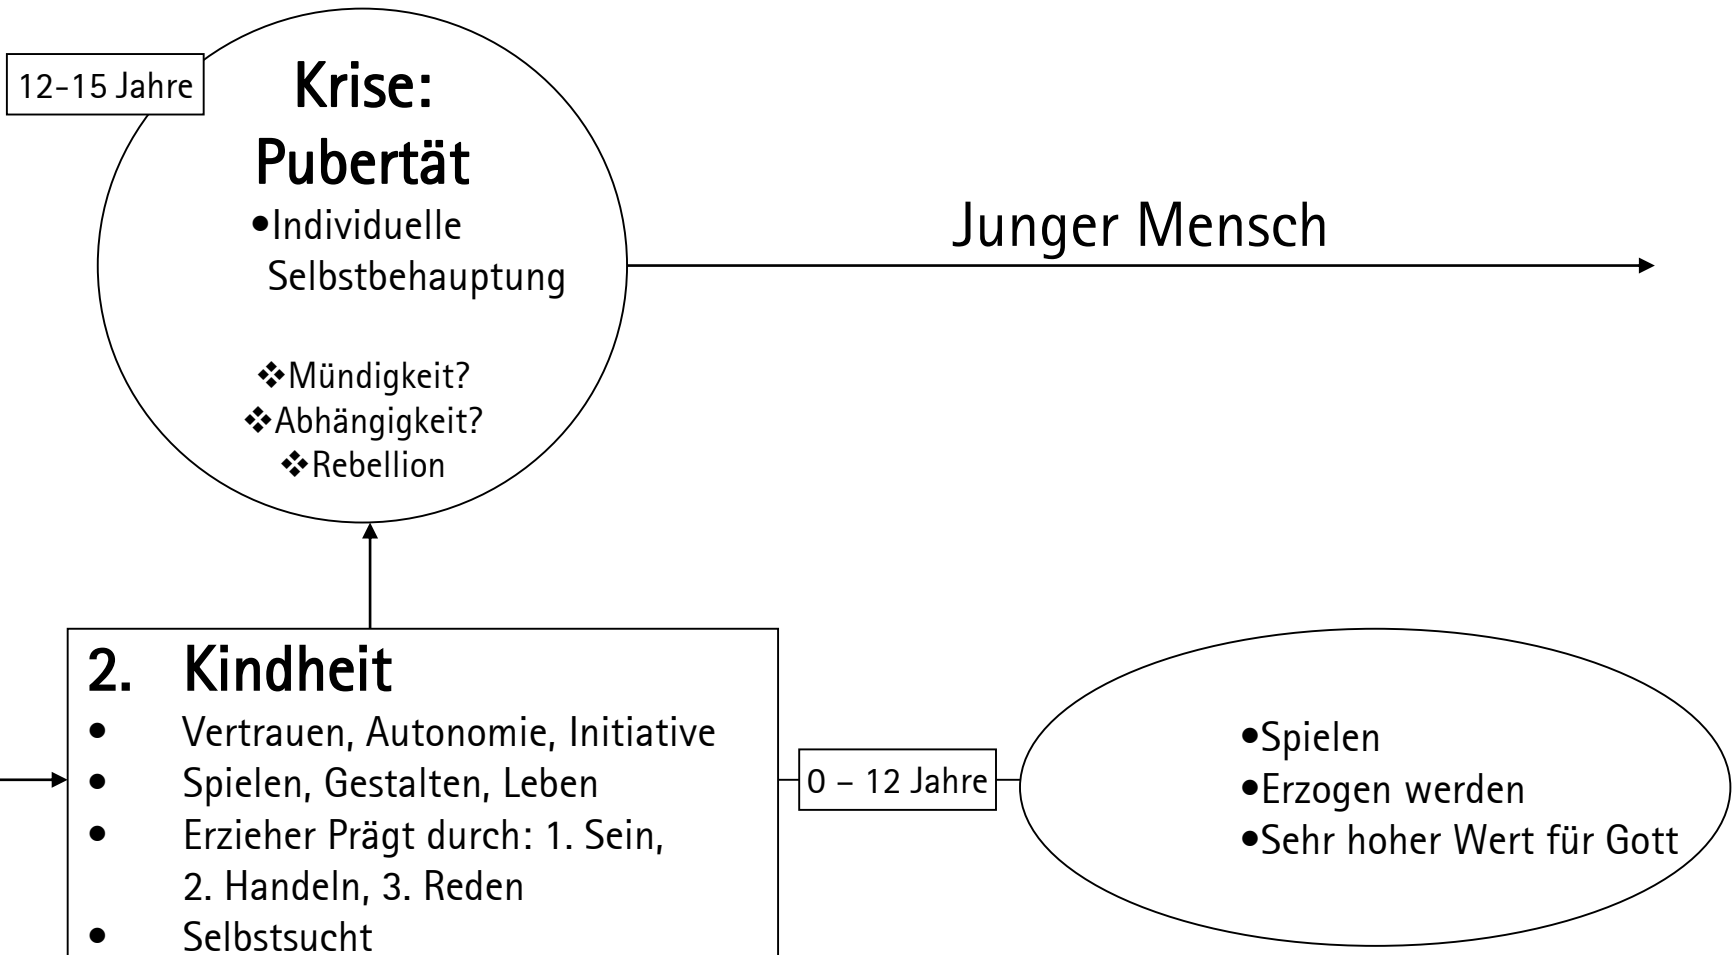 12-15 Jahre
Krise:
Pubertät
•Individuelle
Selbstbehauptung
❖Mündigkeit?
❖Abhängigkeit?
❖Rebellion
Junger Mensch
2. Kindheit
• Vertrauen, Autonomie, Initiative
• Spielen, Gestalten, Leben
• Erzieher Prägt durch: 1. Sein,
2. Handeln, 3. Reden
• Selbstsucht
0 – 12 Jahre
•Spielen
•Erzogen werden
•Sehr hoher Wert für Gott